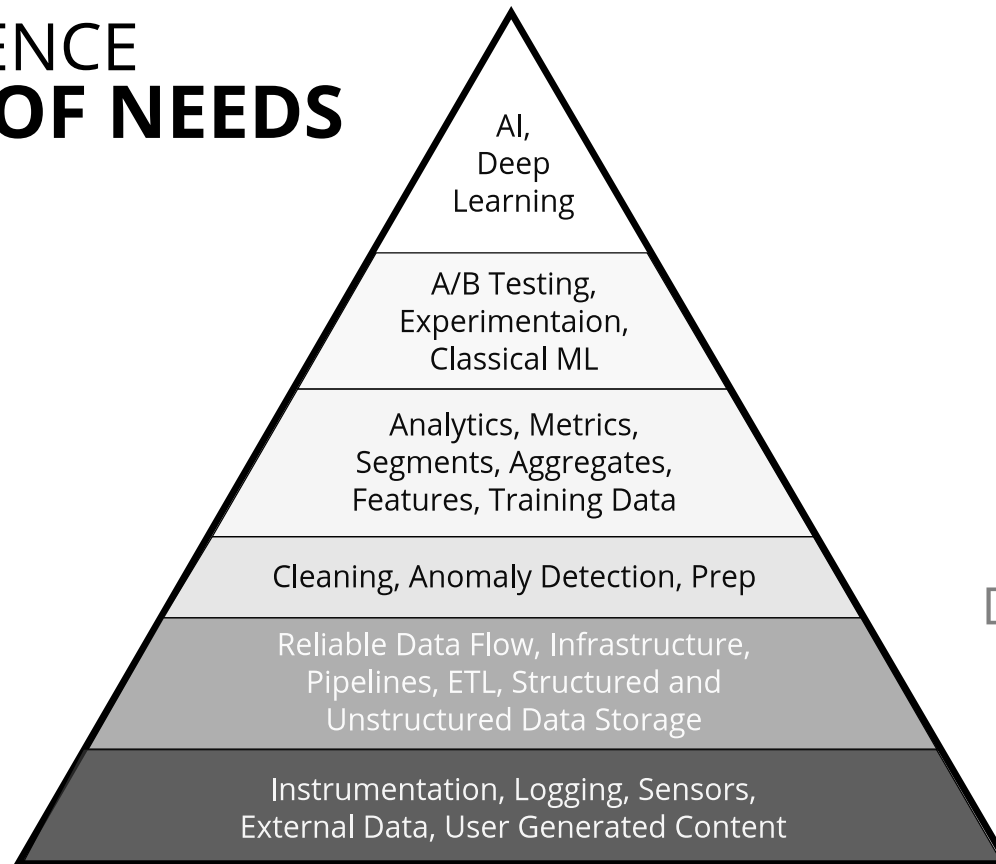 ENCE
OF NEEDS
AI,
Deep
Learning
A/B Testing,
Experimentaion,
Classical ML
Analytics, Metrics,
Segments, Aggregates,
Features, Training Data
Cleaning, Anomaly Detection, Prep
Reliable Data Flow, Infrastructure,
Pipelines, ETL, Structured and
Unstructured Data Storage
Instrumentation, Logging, Sensors,
External Data, User Generated Content